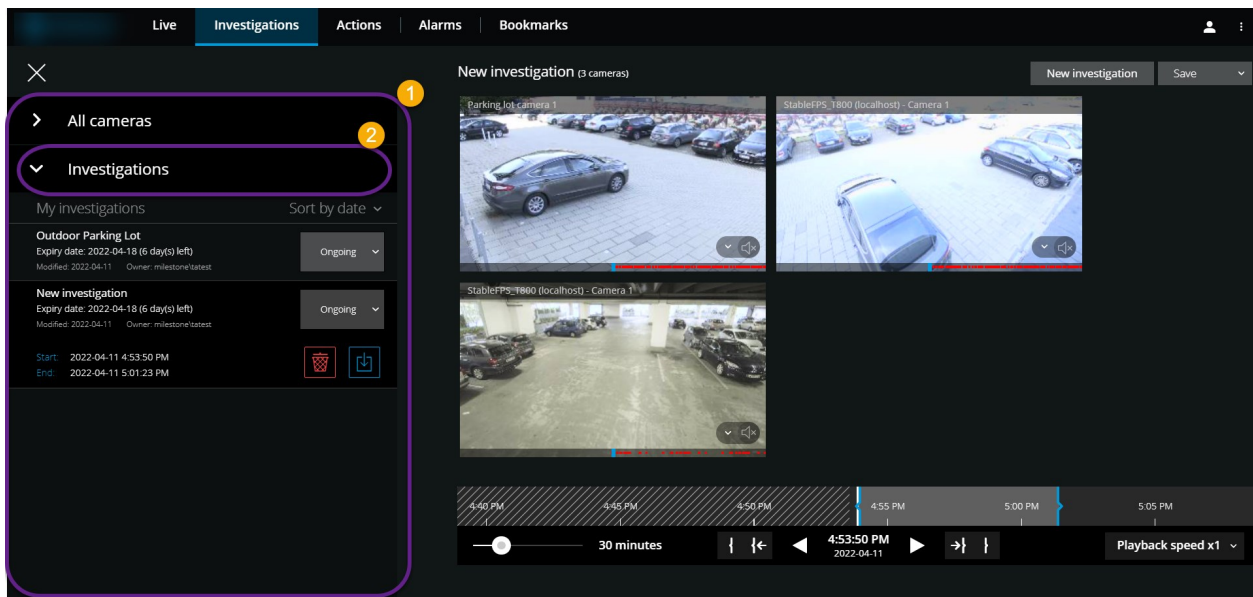 Live Investigations Actions Alarms Bookmarks
New investigation (3 cameras) New investigation Save
1
All cameras
2
Investigations
My investigations Sort by date
Outdoor Parking Lot
Expiry date: 2022-04-18 (6 day(s) left)
Modified: 2022-04-11 Owner: milestone\tatest
Ongoing
New investigation
Expiry date: 2022-04-18 (6 day(s) left)
Modified: 2022-04-11 Owner: milestone\tatest
Ongoing
Start: 2022-04-11 4:53:50 PM
End: 2022-04-11 5:01:23 PM
Parking lot camera 1
StableFPS_T800 (localhost) - Camera 1
StableFPS_T800 (localhost) - Camera 1
4:40 PM 4:45 PM 4:50 PM 4:55 PM 5:00 PM 5:05 PM
30 minutes 4:53:50 PM Playback speed x1
2022-04-11